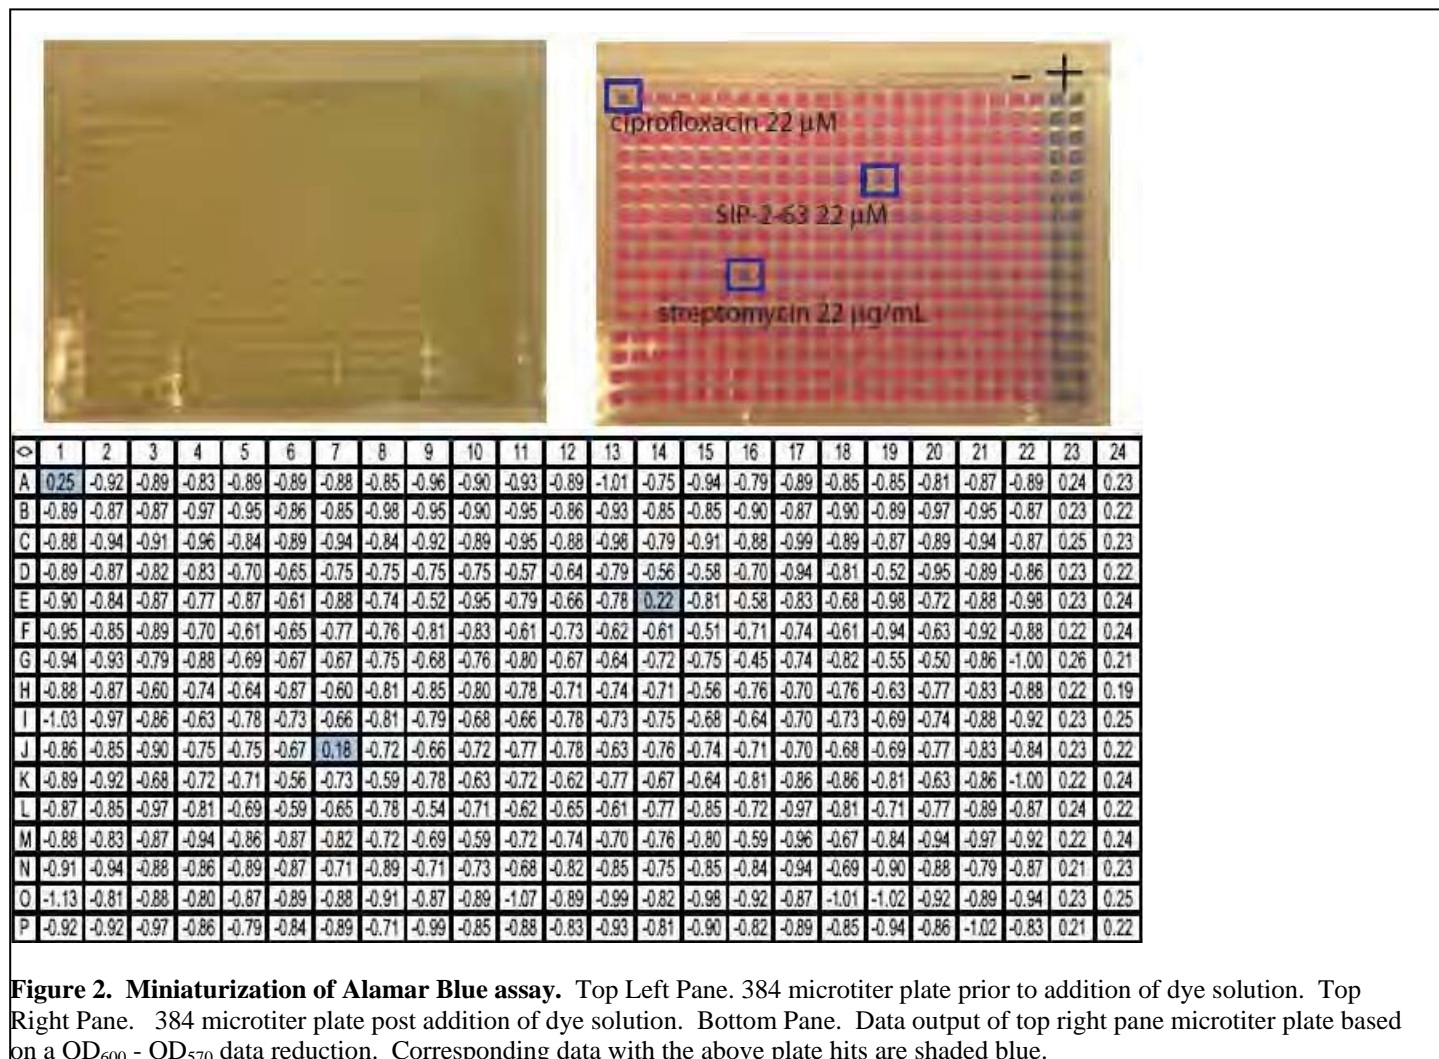 - +
ciprofloxacin 22 µM
SIP-2-63 22 µM
streptomycin 22 µg/mL
<> 1 2 3 4 5 6 7 8 9 10 11 12 13 14 15 16 17 18 19 20 21 22 23 24
A 0.25 -0.92 -0.89 -0.83 -0.89 -0.89 -0.88 -0.85 -0.96 -0.90 -0.93 -0.89 -1.01 -0.75 -0.94 -0.79 -0.89 -0.85 -0.85 -0.81 -0.87 -0.89 0.24 0.23
B -0.89 -0.87 -0.87 -0.97 -0.95 -0.86 -0.85 -0.98 -0.95 -0.90 -0.95 -0.86 -0.93 -0.85 -0.85 -0.90 -0.87 -0.90 -0.89 -0.97 -0.95 -0.87 0.23 0.22
C -0.88 -0.94 -0.91 -0.96 -0.84 -0.89 -0.94 -0.84 -0.92 -0.89 -0.95 -0.88 -0.98 -0.79 -0.91 -0.88 -0.99 -0.89 -0.87 -0.89 -0.94 -0.87 0.25 0.23
D -0.89 -0.87 -0.82 -0.83 -0.70 -0.65 -0.75 -0.75 -0.75 -0.75 -0.57 -0.64 -0.79 -0.56 -0.58 -0.70 -0.94 -0.81 -0.52 -0.95 -0.89 -0.86 0.23 0.22
E -0.90 -0.84 -0.87 -0.77 -0.87 -0.61 -0.88 -0.74 -0.52 -0.95 -0.79 -0.66 -0.78 0.22 -0.81 -0.58 -0.83 -0.68 -0.98 -0.72 -0.88 -0.98 0.23 0.24
F -0.95 -0.85 -0.89 -0.70 -0.61 -0.65 -0.77 -0.76 -0.81 -0.83 -0.61 -0.73 -0.62 -0.61 -0.51 -0.71 -0.74 -0.61 -0.94 -0.63 -0.92 -0.88 0.22 0.24
G -0.94 -0.93 -0.79 -0.88 -0.69 -0.67 -0.67 -0.75 -0.68 -0.76 -0.80 -0.67 -0.64 -0.72 -0.75 -0.45 -0.74 -0.82 -0.55 -0.50 -0.86 -1.00 0.26 0.21
H -0.88 -0.87 -0.60 -0.74 -0.64 -0.87 -0.60 -0.81 -0.85 -0.80 -0.78 -0.71 -0.74 -0.71 -0.56 -0.76 -0.70 -0.76 -0.63 -0.77 -0.83 -0.88 0.22 0.19
I -1.03 -0.97 -0.86 -0.63 -0.78 -0.73 -0.66 -0.81 -0.79 -0.68 -0.66 -0.78 -0.73 -0.75 -0.68 -0.64 -0.70 -0.73 -0.69 -0.74 -0.88 -0.92 0.23 0.25
J -0.86 -0.85 -0.90 -0.75 -0.75 -0.67 0.18 -0.72 -0.66 -0.72 -0.77 -0.78 -0.63 -0.76 -0.74 -0.71 -0.70 -0.68 -0.69 -0.77 -0.83 -0.84 0.23 0.22
K -0.89 -0.92 -0.68 -0.72 -0.71 -0.56 -0.73 -0.59 -0.78 -0.63 -0.72 -0.62 -0.77 -0.67 -0.64 -0.81 -0.86 -0.86 -0.81 -0.63 -0.86 -1.00 0.22 0.24
L -0.87 -0.85 -0.97 -0.81 -0.69 -0.59 -0.65 -0.78 -0.54 -0.71 -0.62 -0.65 -0.61 -0.77 -0.85 -0.72 -0.97 -0.81 -0.71 -0.77 -0.89 -0.87 0.24 0.22
M -0.88 -0.83 -0.87 -0.94 -0.86 -0.87 -0.82 -0.72 -0.69 -0.59 -0.72 -0.74 -0.70 -0.76 -0.80 -0.59 -0.96 -0.67 -0.84 -0.94 -0.97 -0.92 0.22 0.24
N -0.91 -0.94 -0.88 -0.86 -0.89 -0.87 -0.71 -0.89 -0.71 -0.73 -0.68 -0.82 -0.85 -0.75 -0.85 -0.84 -0.94 -0.69 -0.90 -0.88 -0.79 -0.87 0.21 0.23
O -1.13 -0.81 -0.88 -0.80 -0.87 -0.89 -0.88 -0.91 -0.87 -0.89 -1.07 -0.89 -0.99 -0.82 -0.98 -0.92 -0.87 -1.01 -1.02 -0.92 -0.89 -0.94 0.23 0.25
P -0.92 -0.92 -0.97 -0.86 -0.79 -0.84 -0.89 -0.71 -0.99 -0.85 -0.88 -0.83 -0.93 -0.81 -0.90 -0.82 -0.89 -0.85 -0.94 -0.86 -1.02 -0.83 0.21 0.22
Figure 2. Miniaturization of Alamar Blue assay. Top Left Pane. 384 microtiter plate prior to addition of dye solution. Top
Right Pane. 384 microtiter plate post addition of dye solution. Bottom Pane. Data output of top right pane microtiter plate based
on a OD600 - OD570 data reduction. Corresponding data with the above plate hits are shaded blue.